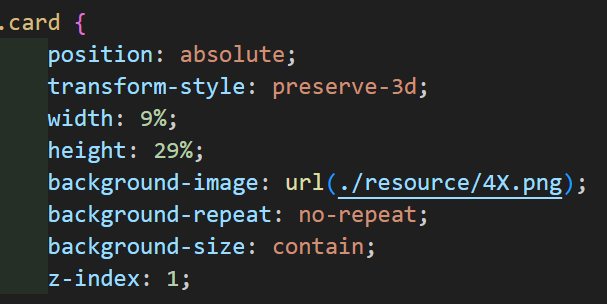 .card {
position: absolute;
transform-style: preserve-3d;
width: 9%;
height: 29%;
background-image: url(./resource/4X.png);
background-repeat: no-repeat;
background-size: contain;
z-index: 1;